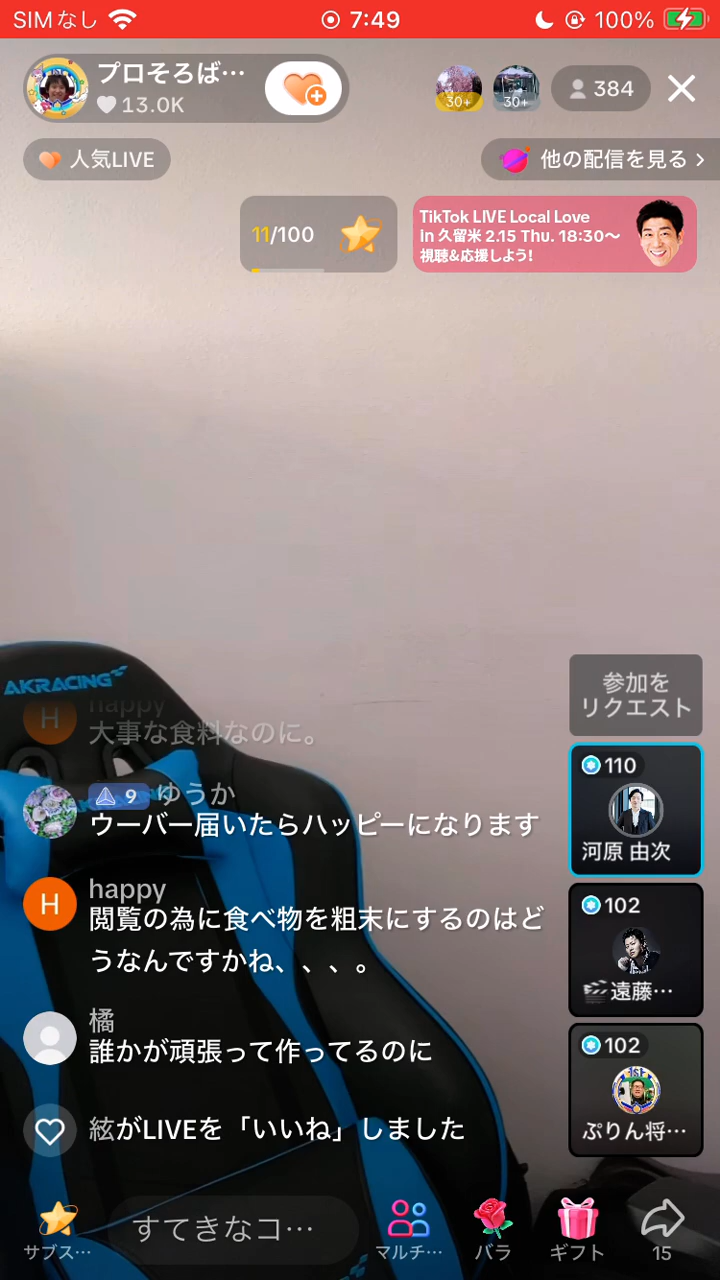 SIMなし 7:49 100%
プロそろば…
13.0K
30+ 30+ 384
人気LIVE
他の配信を見る
11/100
TikTok LIVE Local Love
in 久留米 2.15 Thu. 18:30〜
視聴&応援しよう!
AKRACING
参加を
リクエスト
110
河原 由次
102
遠藤…
102
ぷりん将…
happy
大事な食料なのに。
9 ゆうか
ウーバー届いたらハッピーになります
H
happy
閲覧の為に食べ物を粗末にするのはど
うなんですかね、、、。
橘
誰かが頑張って作ってるのに
絃がLIVEを「いいね」しました
すてきなコ…
サブス… マルチ… バラ ギフト 15